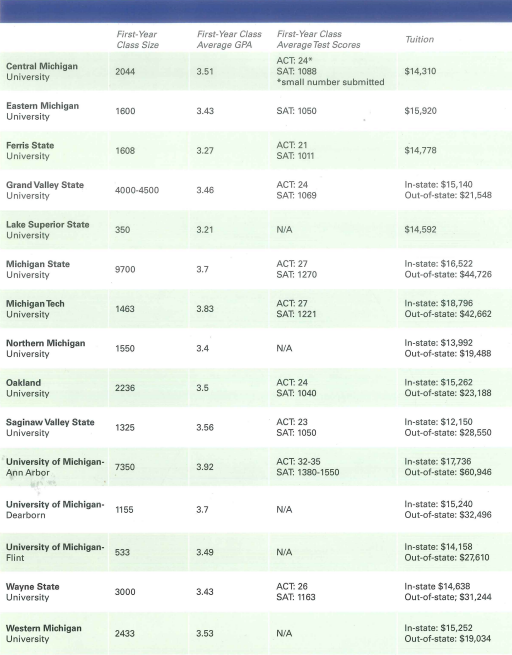 First-Year
Class Size
First-Year Class
Average GPA
First-Year Class
Average Test Scores
Tuition
Central Michigan
University
2044
3.51
ACT: 24*
SAT: 1088
*small number submitted
$14,310
Eastern Michigan
University
1600
3.43
SAT: 1050
$15,920
Ferris State
University
1608
3.27
ACT: 21
SAT: 1011
$14,778
Grand Valley State
University
4000-4500
3.46
ACT: 24
SAT: 1069
In-state: $15,140
Out-of-state: $21,548
Lake Superior State
University
350
3.21
N/A
$14,592
Michigan State
University
9700
3.7
ACT: 27
SAT: 1270
In-state: $16,522
Out-of-state: $44,726
Michigan Tech
University
1463
3.83
ACT: 27
SAT: 1221
In-state: $18,796
Out-of-state: $42,662
Northern Michigan
University
1550
3.4
N/A
In-state: $13,992
Out-of-state: $19,488
Oakland
University
2236
3.5
ACT: 24
SAT: 1040
In-state: $15,262
Out-of-state: $23,188
Saginaw Valley State
University
1325
3.56
ACT: 23
SAT: 1050
In-state: $12,150
Out-of-state: $28,550
University of Michigan-
Ann Arbor
7350
3.92
ACT: 32-35
SAT: 1380-1550
In-state: $17,736
Out-of-state: $60,946
University of Michigan-
Dearborn
1155
3.7
N/A
In-state: $15,240
Out-of-state: $32,496
University of Michigan-
Flint
533
3.49
N/A
In-state: $14,158
Out-of-state: $27,610
Wayne State
University
3000
3.43
ACT: 26
SAT: 1163
In-state $14,638
Out-of-state; $31,244
Western Michigan
University
2433
3.53
N/A
In-state: $15,252
Out-of-state: $19,034